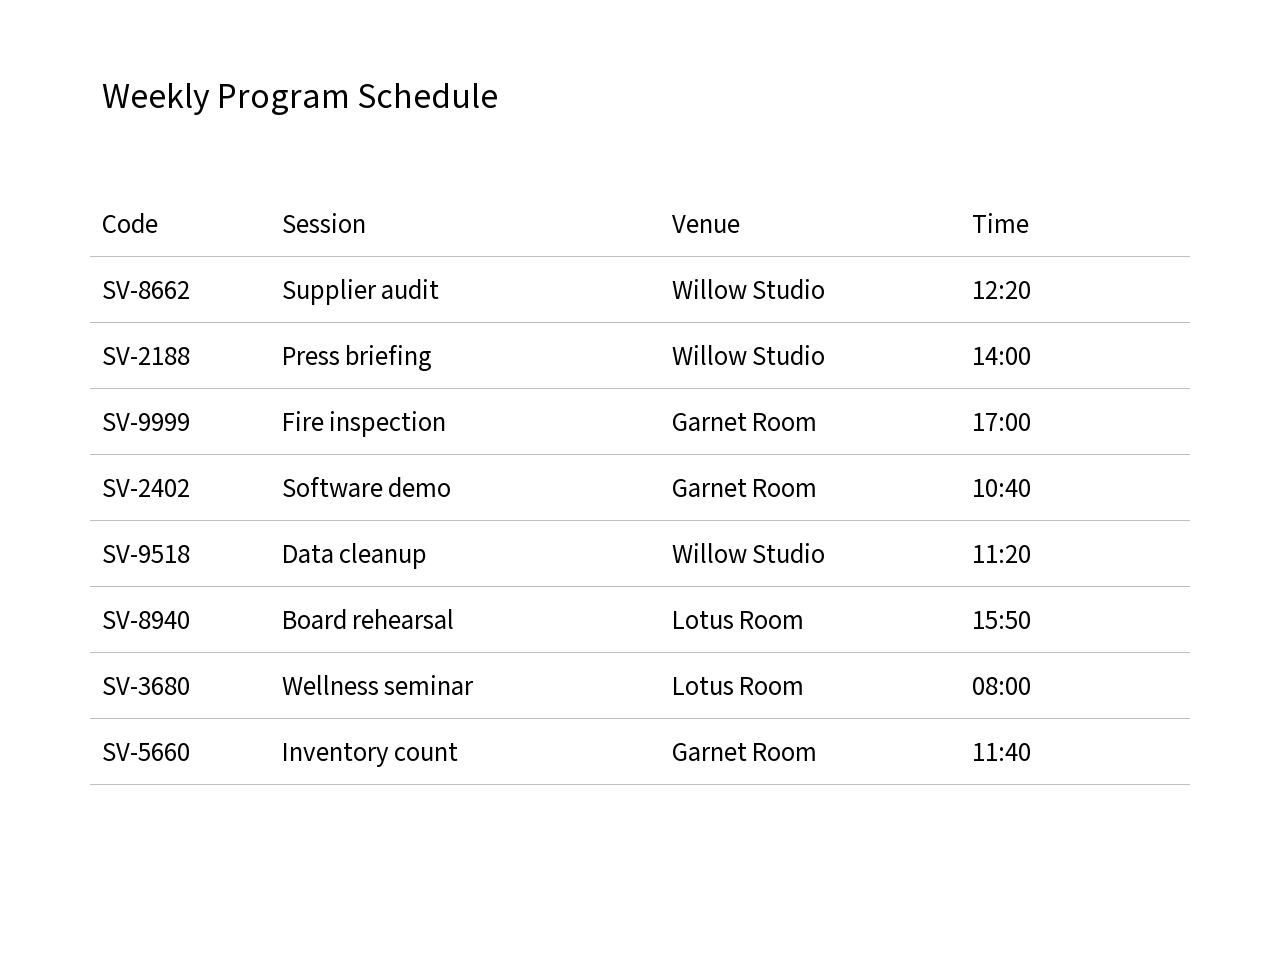 Weekly Program Schedule
Code Session Venue Time
SV-8662 Supplier audit Willow Studio 12:20
SV-2188 Press briefing Willow Studio 14:00
SV-9999 Fire inspection Garnet Room 17:00
SV-2402 Software demo Garnet Room 10:40
SV-9518 Data cleanup Willow Studio 11:20
SV-8940 Board rehearsal Lotus Room 15:50
SV-3680 Wellness seminar Lotus Room 08:00
SV-5660 Inventory count Garnet Room 11:40